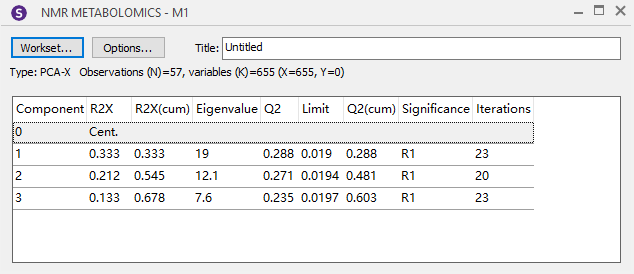 S NMR METABOLOMICS - M1
Workset... Options... Title: Untitled
Type: PCA-X Observations (N)=57, variables (K)=655 (X=655, Y=0)
Component R2X R2X(cum) Eigenvalue Q2 Limit Q2(cum) Significance Iterations
0 Cent.
1 0.333 0.333 19 0.288 0.019 0.288 R1 23
2 0.212 0.545 12.1 0.271 0.0194 0.481 R1 20
3 0.133 0.678 7.6 0.235 0.0197 0.603 R1 23